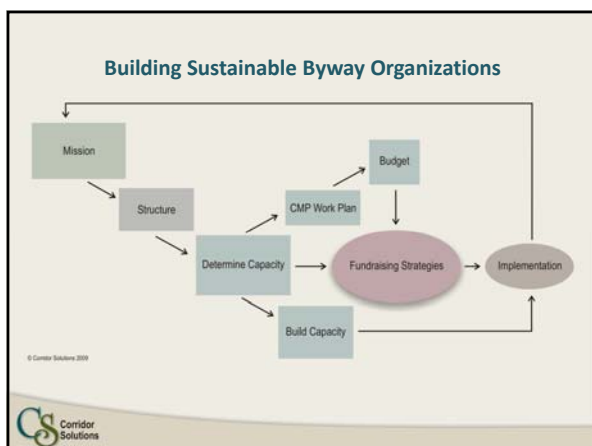 Building Sustainable Byway Organizations
Mission
Structure
Determine Capacity
CMP Work Plan
Budget
Fundraising Strategies
Implementation
Build Capacity
© Corridor Solutions 2009
CS Corridor
Solutions